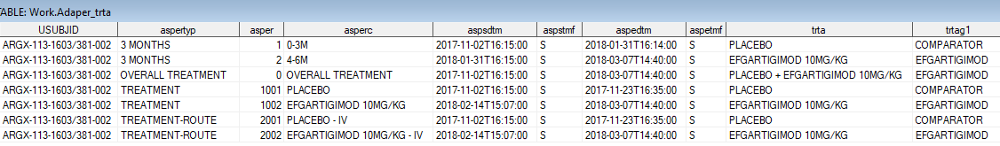 TABLE: Work.Adaper_trta
USUBJID aspertyp asper asperc aspsdtm aspstmf aspedtm aspetmf trta trtag1
ARGX-113-1603/381-002 3 MONTHS 1 0-3M 2017-11-02T16:15:00 S 2018-01-31T16:14:00 S PLACEBO COMPARATOR
ARGX-113-1603/381-002 3 MONTHS 2 4-6M 2018-01-31T16:15:00 S 2018-03-07T14:40:00 S EFGARTIGIMOD 10MG/KG EFGARTIGIMOD
ARGX-113-1603/381-002 OVERALL TREATMENT 0 OVERALL TREATMENT 2017-11-02T16:15:00 S 2018-03-07T14:40:00 S PLACEBO + EFGARTIGIMOD 10MG/KG EFGARTIGIMOD
ARGX-113-1603/381-002 TREATMENT 1001 PLACEBO 2017-11-02T16:15:00 S 2017-11-23T16:35:00 S PLACEBO COMPARATOR
ARGX-113-1603/381-002 TREATMENT 1002 EFGARTIGIMOD 10MG/KG 2018-02-14T15:07:00 S 2018-03-07T14:40:00 S EFGARTIGIMOD 10MG/KG EFGARTIGIMOD
ARGX-113-1603/381-002 TREATMENT-ROUTE 2001 PLACEBO - IV 2017-11-02T16:15:00 S 2017-11-23T16:35:00 S PLACEBO COMPARATOR
ARGX-113-1603/381-002 TREATMENT-ROUTE 2002 EFGARTIGIMOD 10MG/KG - IV 2018-02-14T15:07:00 S 2018-03-07T14:40:00 S EFGARTIGIMOD 10MG/KG EFGARTIGIMOD